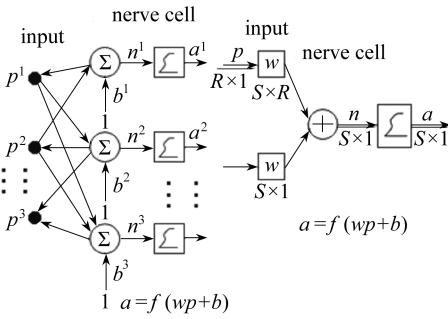 nerve cell
input
p¹ Σ n¹ a¹
b¹
1
p² Σ n² a²
b²
1
p³ Σ n³
b³
1 a=f (wp+b)
input
nerve cell
p w
R×1 S×R
+ n a
S×1 S×1
w
S×1
a=f (wp+b)